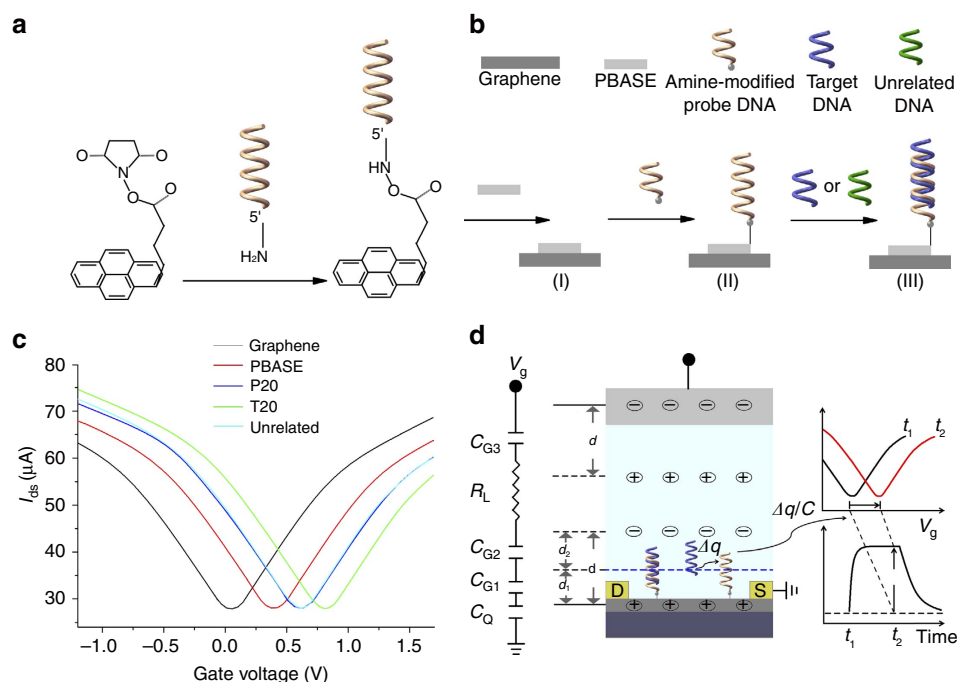 a
O
O
N
O
O
5'
H₂N
5'
HN
O
O
b
Graphene
PBASE
Amine-modified
probe DNA
Target
DNA
Unrelated
DNA
or
(I)
(II)
(III)
c
Graphene
PBASE
P20
T20
Unrelated
80
70
60
50
40
30
Ids (μA)
–1.0
–0.5
0.0
0.5
1.0
1.5
Gate voltage (V)
d
Vg
CG3
RL
CG2
CG1
CQ
d
d₂
d
d₁
Δq
Δq/C
D
S
t₁
t₂
Vg
t₁
t₂
Time